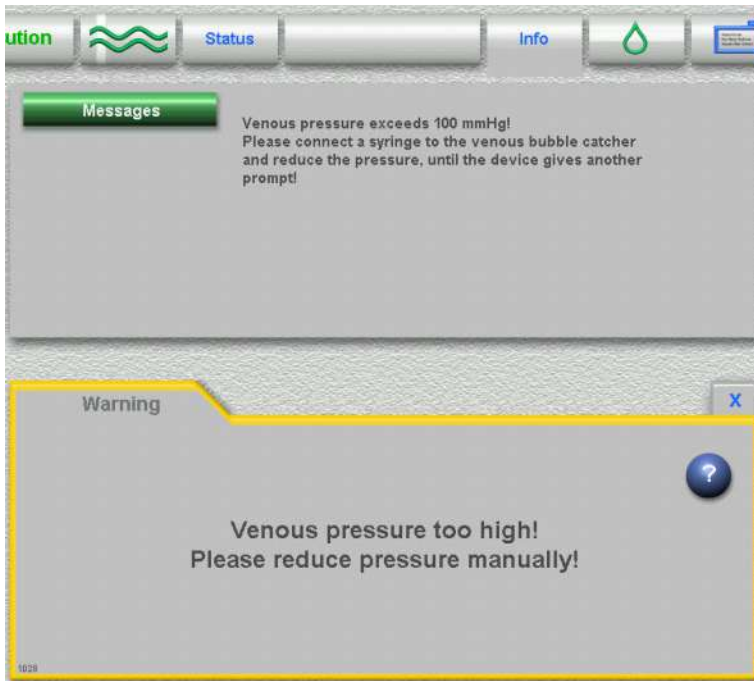 ution
Status
Info
Messages
Venous pressure exceeds 100 mmHg!
Please connect a syringe to the venous bubble catcher
and reduce the pressure, until the device gives another
prompt!
Warning
X
?
Venous pressure too high!
Please reduce pressure manually!